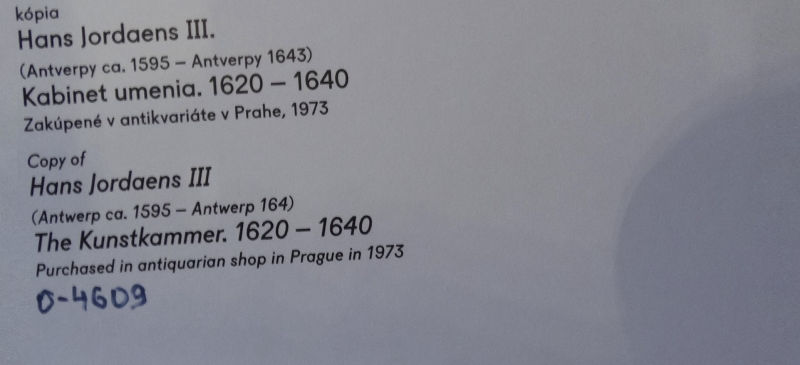 kópia
Hans Jordaens III.
(Antverpy ca. 1595 – Antverpy 1643)
Kabinet umenia. 1620 – 1640
Zakúpené v antikvariáte v Prahe, 1973
Copy of
Hans Jordaens III
(Antwerp ca. 1595 – Antwerp 164)
The Kunstkammer. 1620 – 1640
Purchased in antiquarian shop in Prague in 1973
O-4609